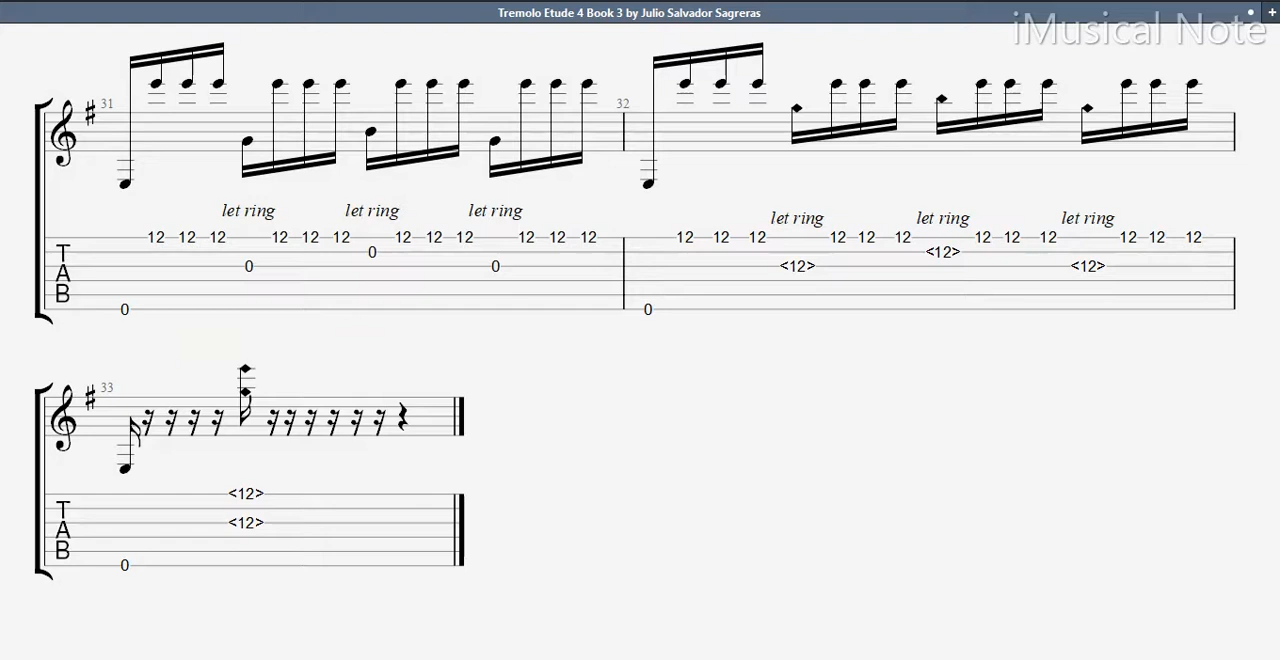 Tremolo Etude 4 Book 3 by Julio Salvador Sagreras
iMusical Note
31 32
let ring let ring let ring let ring let ring let ring
12 12 12 12 12 12 12 12 12 12 12 12 12 12 12 12 12 12 12 12 12 12 12 12
T 0 <12>
A 0 0 <12> <12>
B
0 0
33
<12>
T
A <12>
B
0